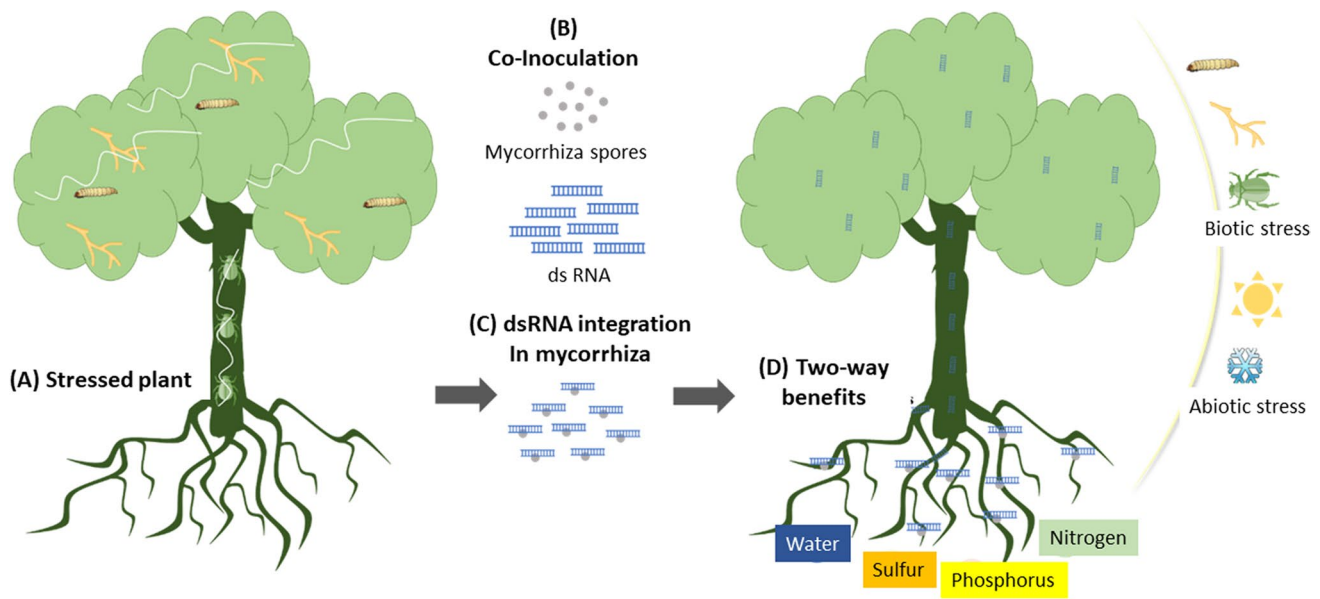 (B)
Co-Inoculation
Mycorrhiza spores
ds RNA
(C) dsRNA integration
In mycorrhiza
(A) Stressed plant
(D) Two-way
benefits
s
Water
Sulfur
Phosphorus
Nitrogen
Biotic stress
Abiotic stress